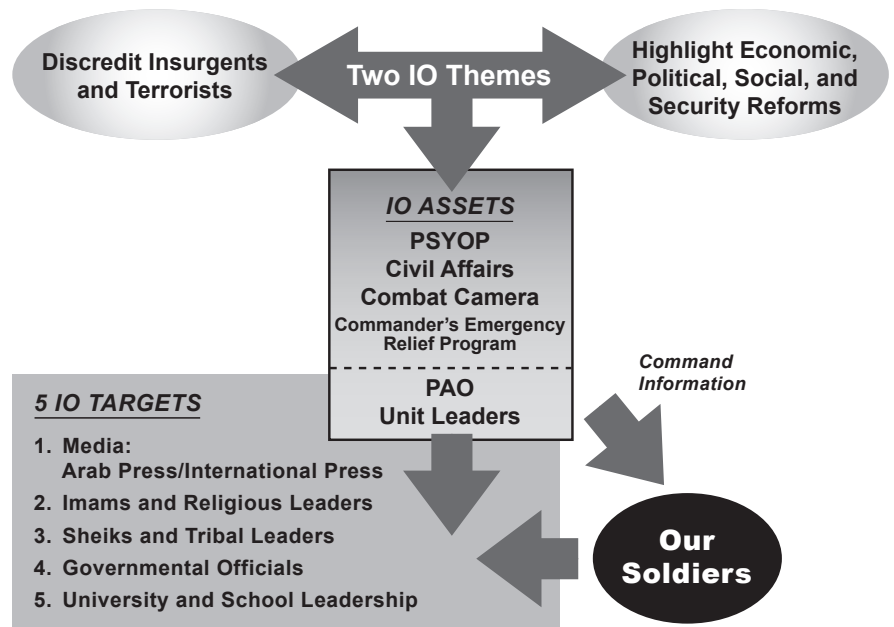 Discredit Insurgents
and Terrorists
Two IO Themes
Highlight Economic,
Political, Social, and
Security Reforms
IO ASSETS
PSYOP
Civil Affairs
Combat Camera
Commander's Emergency
Relief Program
PAO
Unit Leaders
Command
Information
5 IO TARGETS
1. Media:
Arab Press/International Press
2. Imams and Religious Leaders
3. Sheiks and Tribal Leaders
4. Governmental Officials
5. University and School Leadership
Our
Soldiers